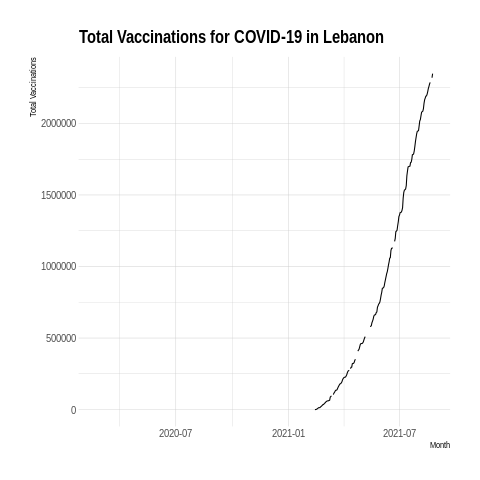 Total Vaccinations for COVID-19 in Lebanon
Total Vaccinations
2000000
1500000
1000000
500000
0
2020-07
2021-01
2021-07
Month